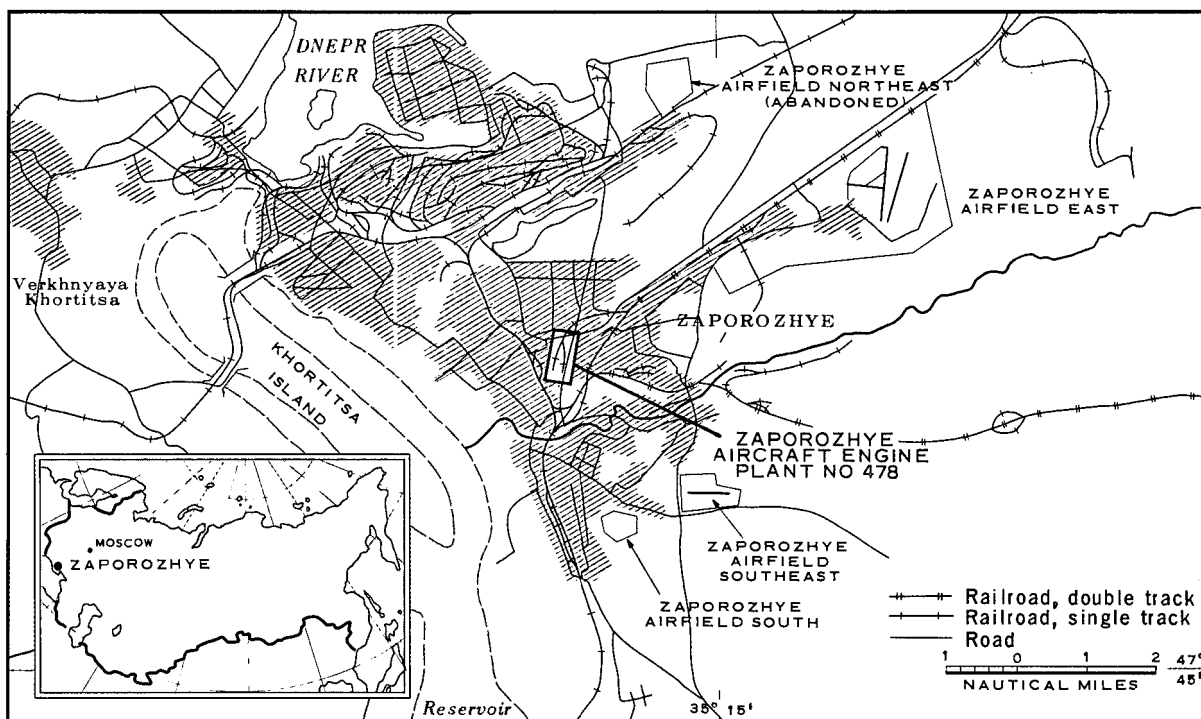 DNEPR
RIVER
ZAPOROZHYE
AIRFIELD NORTHEAST
(ABANDONED)
ZAPOROZHYE
AIRFIELD EAST
Verkhnyaya
Khortitsa
ZAPOROZHYE
KHORTITSA
ISLAND
ZAPOROZHYE
AIRCRAFT ENGINE
PLANT NO 478
MOSCOW
ZAPOROZHYE
ZAPOROZHYE
AIRFIELD
SOUTHEAST
ZAPOROZHYE
AIRFIELD SOUTH
Railroad, double track
Railroad, single track
Road
1 0 1 2
NAUTICAL MILES
47°
45'
Reservoir
35° 15'